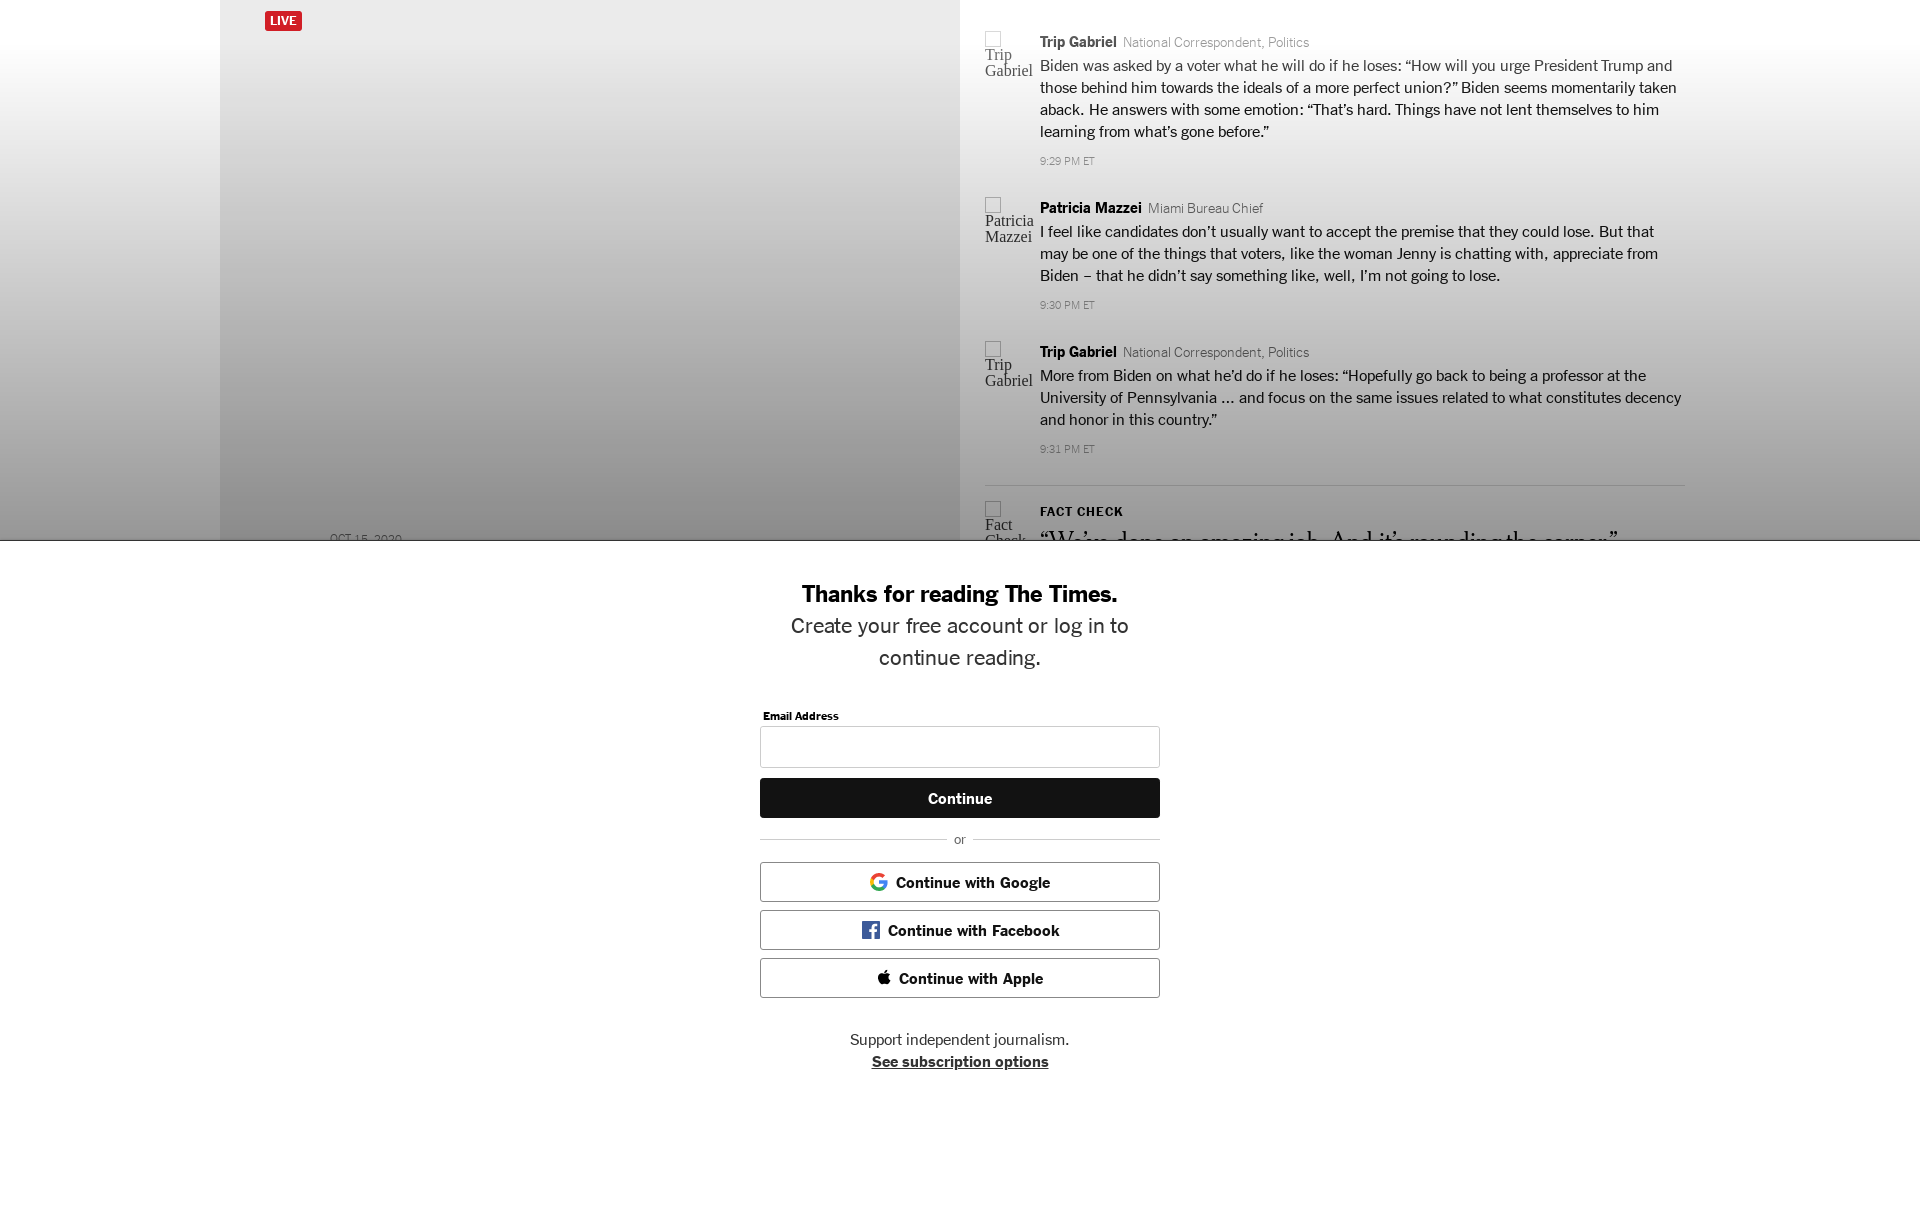 LIVE
Trip
Gabriel
Trip Gabriel National Correspondent, Politics
Biden was asked by a voter what he will do if he loses: “How will you urge President Trump and
those behind him towards the ideals of a more perfect union?” Biden seems momentarily taken
aback. He answers with some emotion: “That’s hard. Things have not lent themselves to him
learning from what’s gone before.”
9:29 PM ET
Patricia
Mazzei
Patricia Mazzei Miami Bureau Chief
I feel like candidates don’t usually want to accept the premise that they could lose. But that
may be one of the things that voters, like the woman Jenny is chatting with, appreciate from
Biden – that he didn’t say something like, well, I’m not going to lose.
9:30 PM ET
Trip
Gabriel
Trip Gabriel National Correspondent, Politics
More from Biden on what he’d do if he loses: “Hopefully go back to being a professor at the
University of Pennsylvania … and focus on the same issues related to what constitutes decency
and honor in this country.”
9:31 PM ET
Fact
Check
FACT CHECK
“We’ve done an amazing job. And it’s rounding the corner.”
OCT 15, 2020
Thanks for reading The Times.
Create your free account or log in to
continue reading.
Email Address
Continue
or
Continue with Google
Continue with Facebook
Continue with Apple
Support independent journalism.
See subscription options